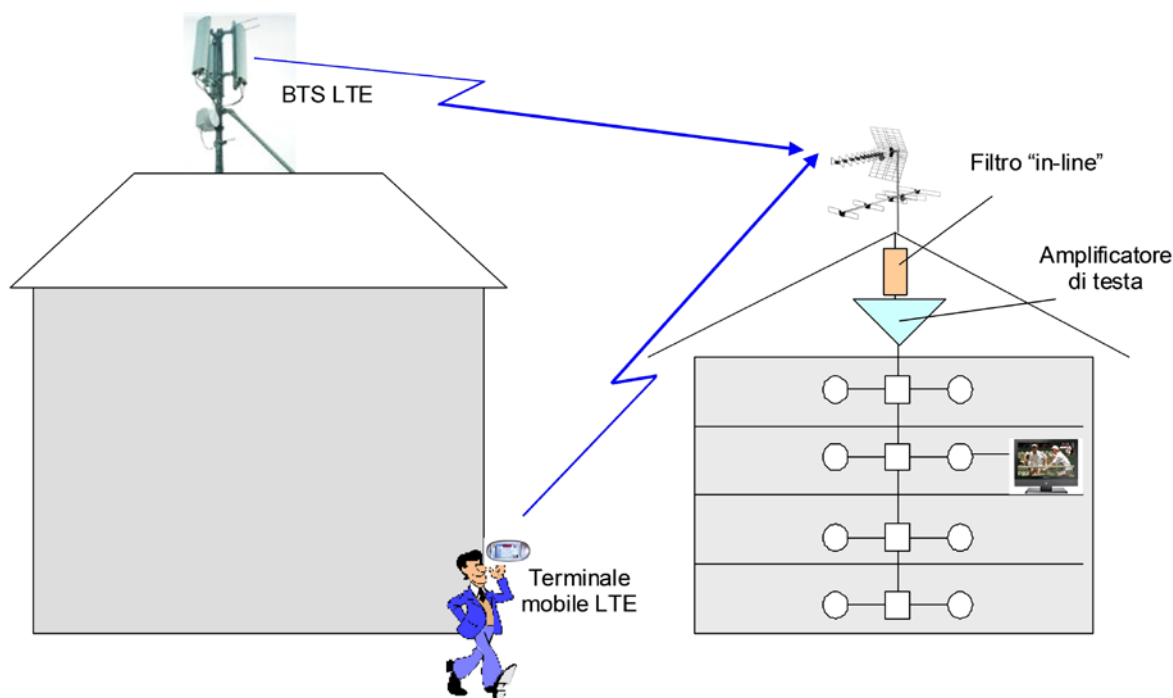 BTS LTE
Filtro “in-line”
Amplificatore
di testa
Terminale
mobile LTE